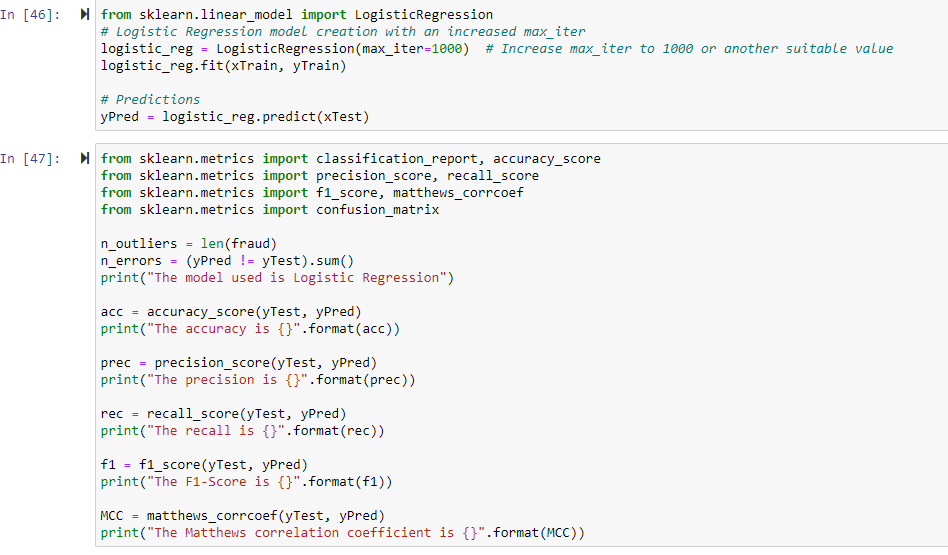 In [46]:
from sklearn.linear_model import LogisticRegression
# Logistic Regression model creation with an increased max_iter
logistic_reg = LogisticRegression(max_iter=1000)  # Increase max_iter to 1000 or another suitable value
logistic_reg.fit(xTrain, yTrain)

# Predictions
yPred = logistic_reg.predict(xTest)

In [47]:
from sklearn.metrics import classification_report, accuracy_score
from sklearn.metrics import precision_score, recall_score
from sklearn.metrics import f1_score, matthews_corrcoef
from sklearn.metrics import confusion_matrix

n_outliers = len(fraud)
n_errors = (yPred != yTest).sum()
print("The model used is Logistic Regression")

acc = accuracy_score(yTest, yPred)
print("The accuracy is {}".format(acc))

prec = precision_score(yTest, yPred)
print("The precision is {}".format(prec))

rec = recall_score(yTest, yPred)
print("The recall is {}".format(rec))

f1 = f1_score(yTest, yPred)
print("The F1-Score is {}".format(f1))

MCC = matthews_corrcoef(yTest, yPred)
print("The Matthews correlation coefficient is {}".format(MCC))